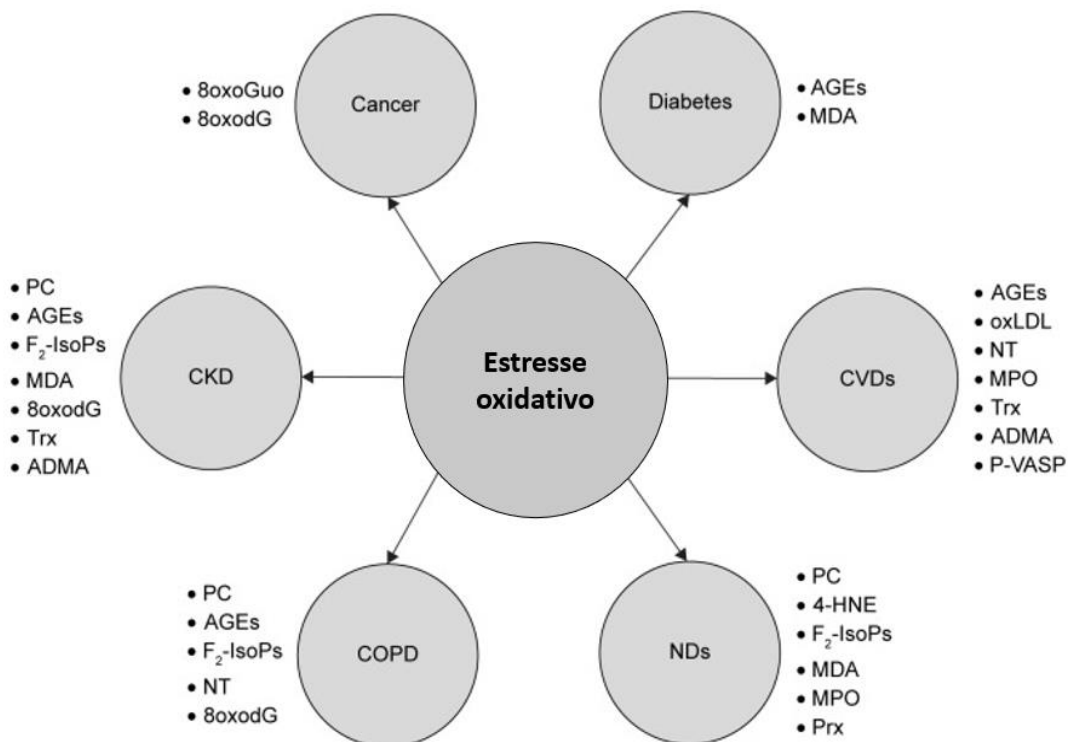 • 8oxoGuo
• 8oxodG
Cancer
Diabetes
• AGEs
• MDA
• PC
• AGEs
• F₂-IsoPs
• MDA
• 8oxodG
• Trx
• ADMA
CKD
Estresse
oxidativo
CVDs
• AGEs
• oxLDL
• NT
• MPO
• Trx
• ADMA
• P-VASP
• PC
• AGEs
• F₂-IsoPs
• NT
• 8oxodG
COPD
NDs
• PC
• 4-HNE
• F₂-IsoPs
• MDA
• MPO
• Prx